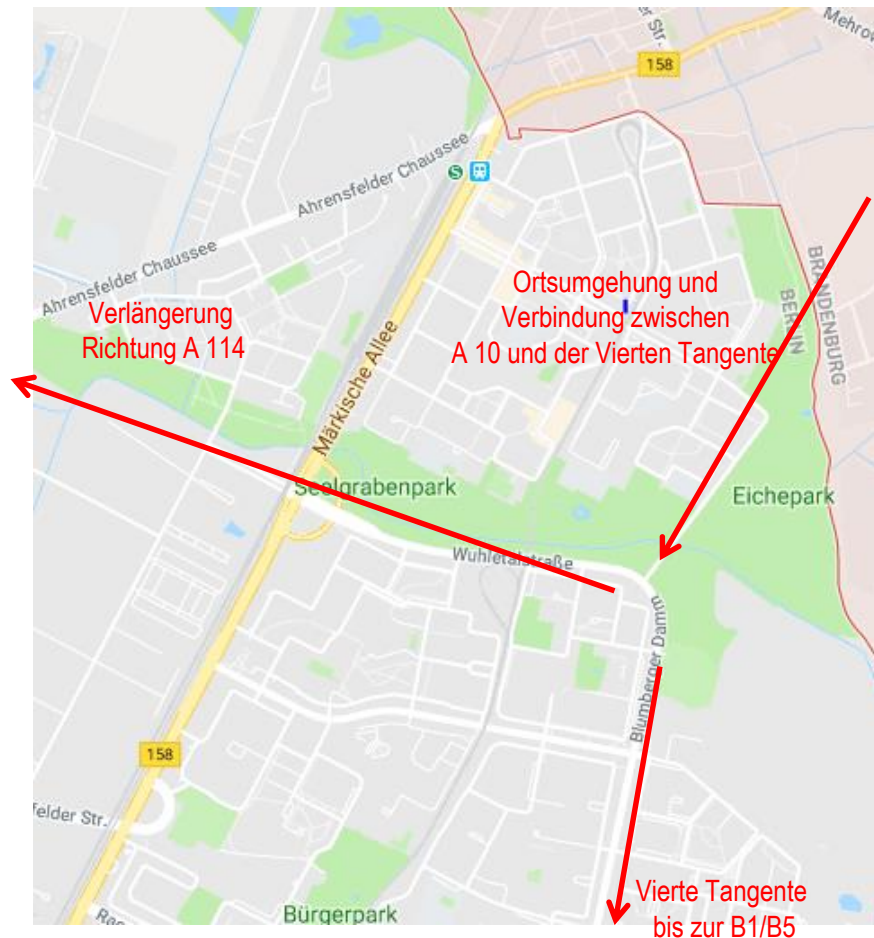 Mehrow
Str.
158
Ahrensfelder Chaussee
S
Ahrensfelder Chaussee
BRANDENBURG
BERLIN
Ortsumgehung und
Verbindung zwischen
A 10 und der Vierten Tangente
Verlängerung
Richtung A 114
Märkische Allee
Seelgrabenpark
Eichepark
Wuhletalstraße
Blumberger Damm
158
felder Str.
Vierte Tangente
bis zur B1/B5
Bürgerpark